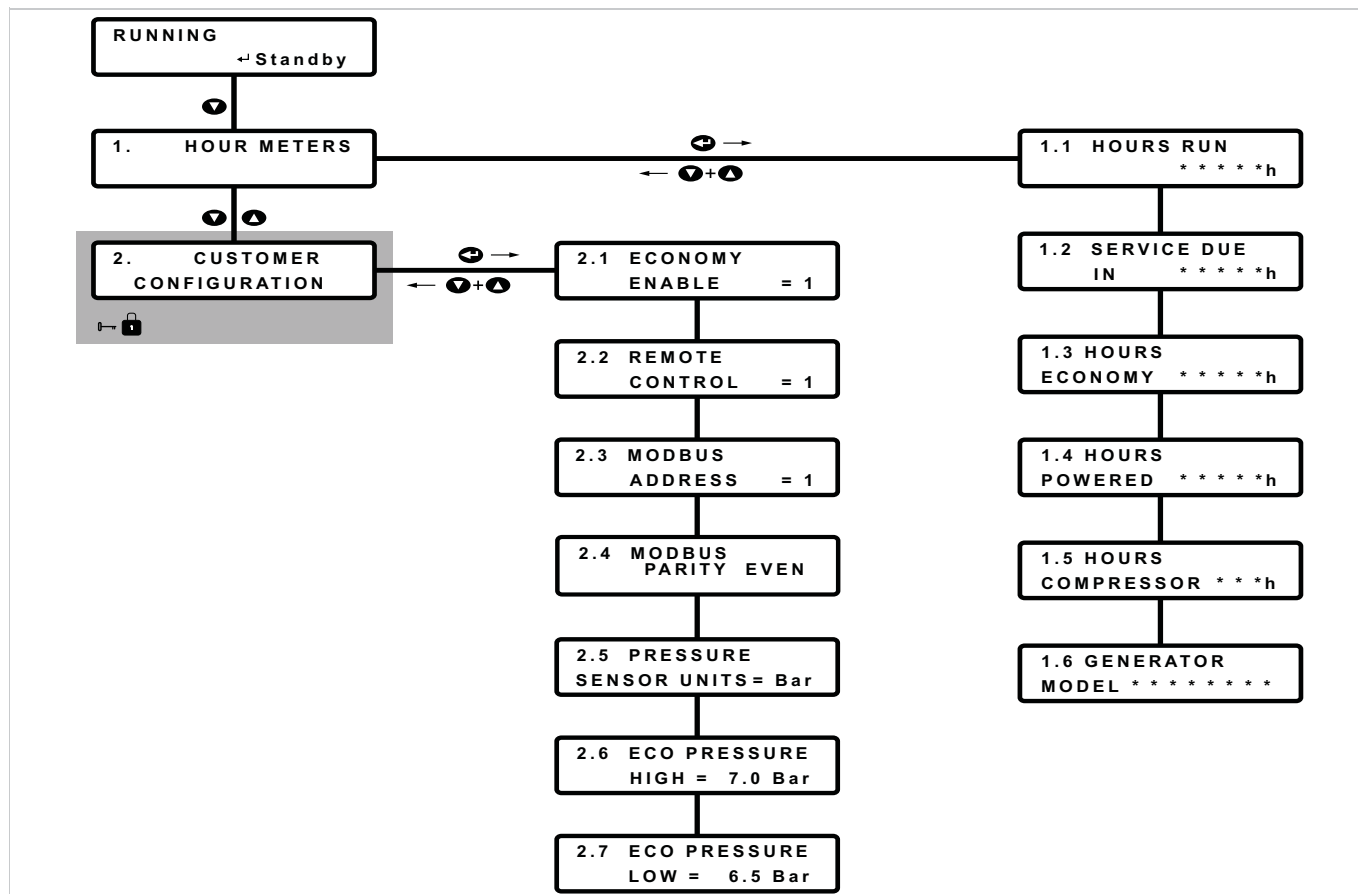 RUNNING
↵ Standby
1. HOUR METERS
+
1.1 HOURS RUN
* * * * *h
2. CUSTOMER
CONFIGURATION
+
2.1 ECONOMY
ENABLE = 1
2.2 REMOTE
CONTROL = 1
2.3 MODBUS
ADDRESS = 1
2.4 MODBUS
PARITY EVEN
2.5 PRESSURE
SENSOR UNITS= Bar
2.6 ECO PRESSURE
HIGH = 7.0 Bar
2.7 ECO PRESSURE
LOW = 6.5 Bar
1.2 SERVICE DUE
IN * * * * *h
1.3 HOURS
ECONOMY * * * * *h
1.4 HOURS
POWERED * * * * *h
1.5 HOURS
COMPRESSOR * * *h
1.6 GENERATOR
MODEL * * * * * * * *